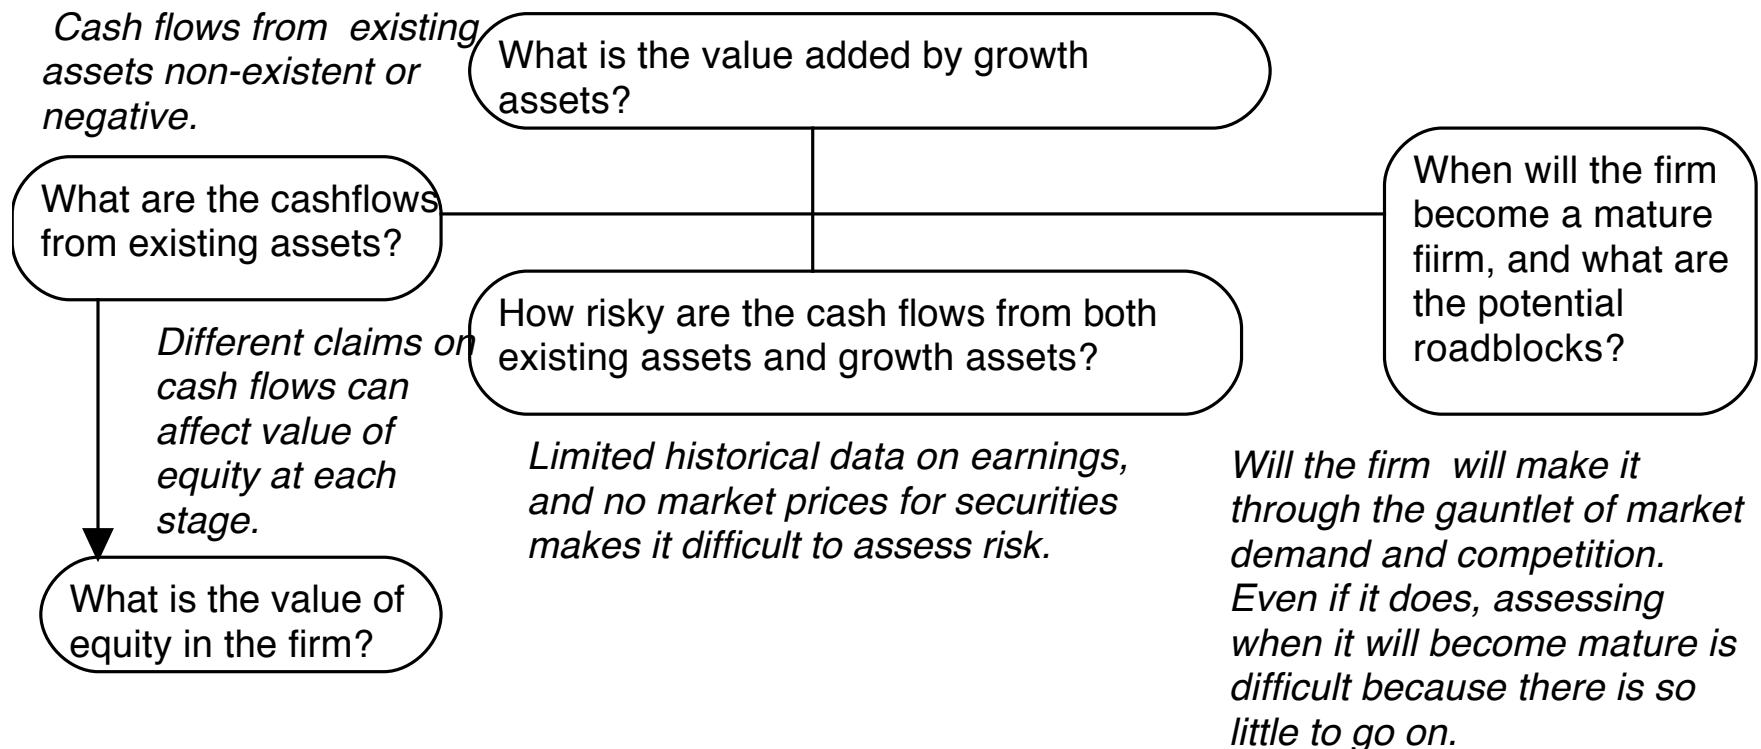 Cash flows from  existing
assets non-existent or
negative.
What is the value added by growth
assets?
What are the cashflows
from existing assets?
When will the firm
become a mature
fiirm, and what are
the potential
roadblocks?
How risky are the cash flows from both
existing assets and growth assets?
Different claims on
cash flows can
affect value of
equity at each
stage.
Limited historical data on earnings,
and no market prices for securities
makes it difficult to assess risk.
Will the firm  will make it
through the gauntlet of market
demand and competition.
Even if it does, assessing
when it will become mature is
difficult because there is so
little to go on.
What is the value of
equity in the firm?